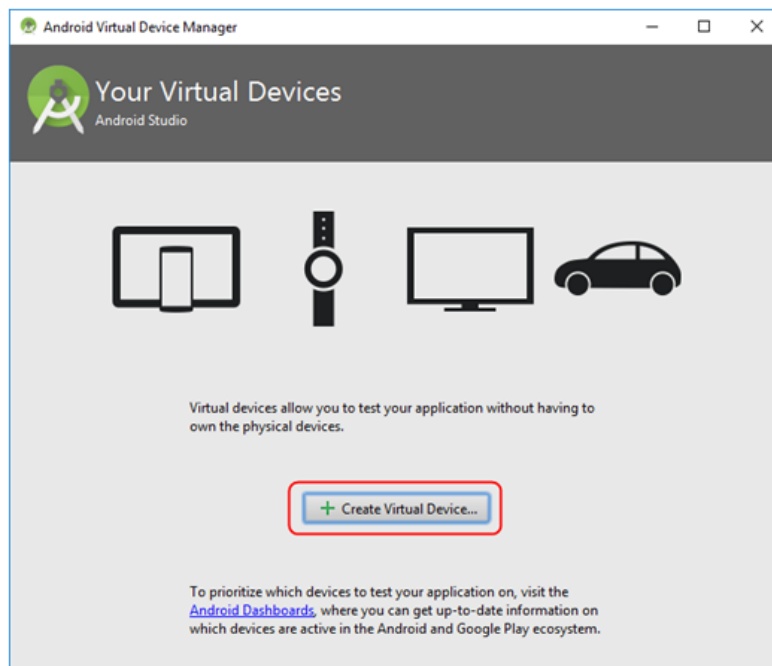 Android Virtual Device Manager
Your Virtual Devices
Android Studio
Virtual devices allow you to test your application without having to
own the physical devices.
Create Virtual Device...
To prioritize which devices to test your application on, visit the
Android Dashboards, where you can get up-to-date information on
which devices are active in the Android and Google Play ecosystem.